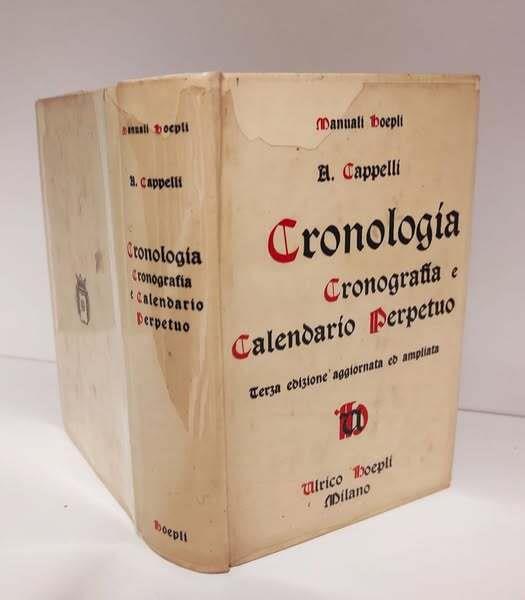 Manuali Hoepli
A. Cappelli
Cronologia
Cronografia
e Calendario
Perpetuo
Hoepli
Manuali Hoepli
A. Cappelli
Cronologia
Cronografia e
Calendario Perpetuo
Terza edizione aggiornata ed ampliata
UH
Ulrico Hoepli
Milano